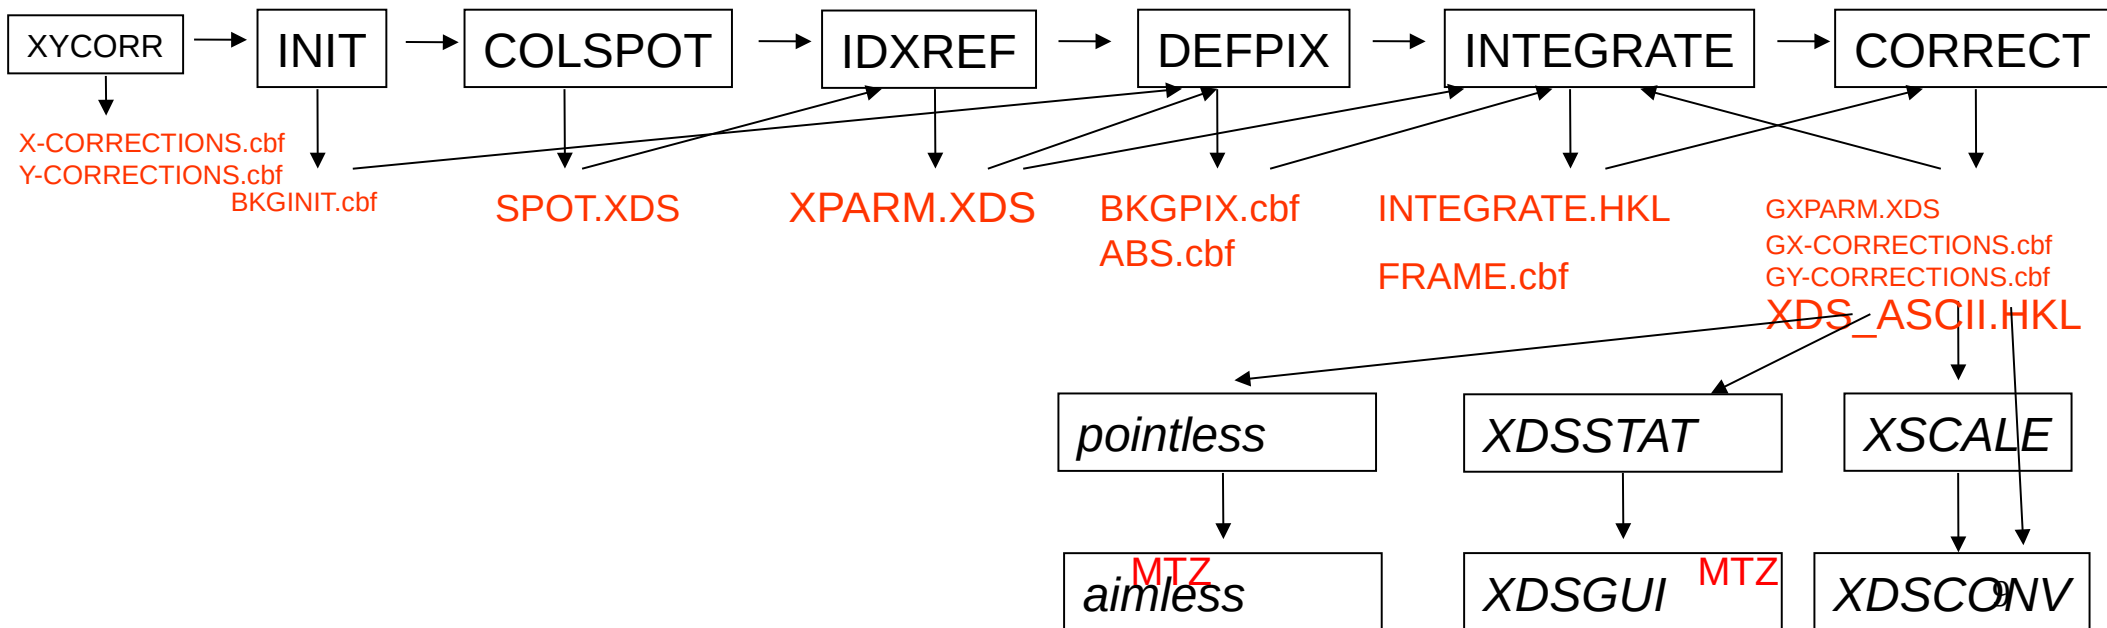 XYCORR
INIT
COLSPOT
IDXREF
DEFPIX
INTEGRATE
CORRECT
X-CORRECTIONS.cbf
Y-CORRECTIONS.cbf
BKGINIT.cbf
SPOT.XDS
XPARM.XDS
BKGPIX.cbf
ABS.cbf
INTEGRATE.HKL
FRAME.cbf
GXPARM.XDS
GX-CORRECTIONS.cbf
GY-CORRECTIONS.cbf
XDS_ASCII.HKL
pointless
XDSSTAT
XSCALE
MTZ
aimless
XDSGUI
MTZ
XDSCONV
9